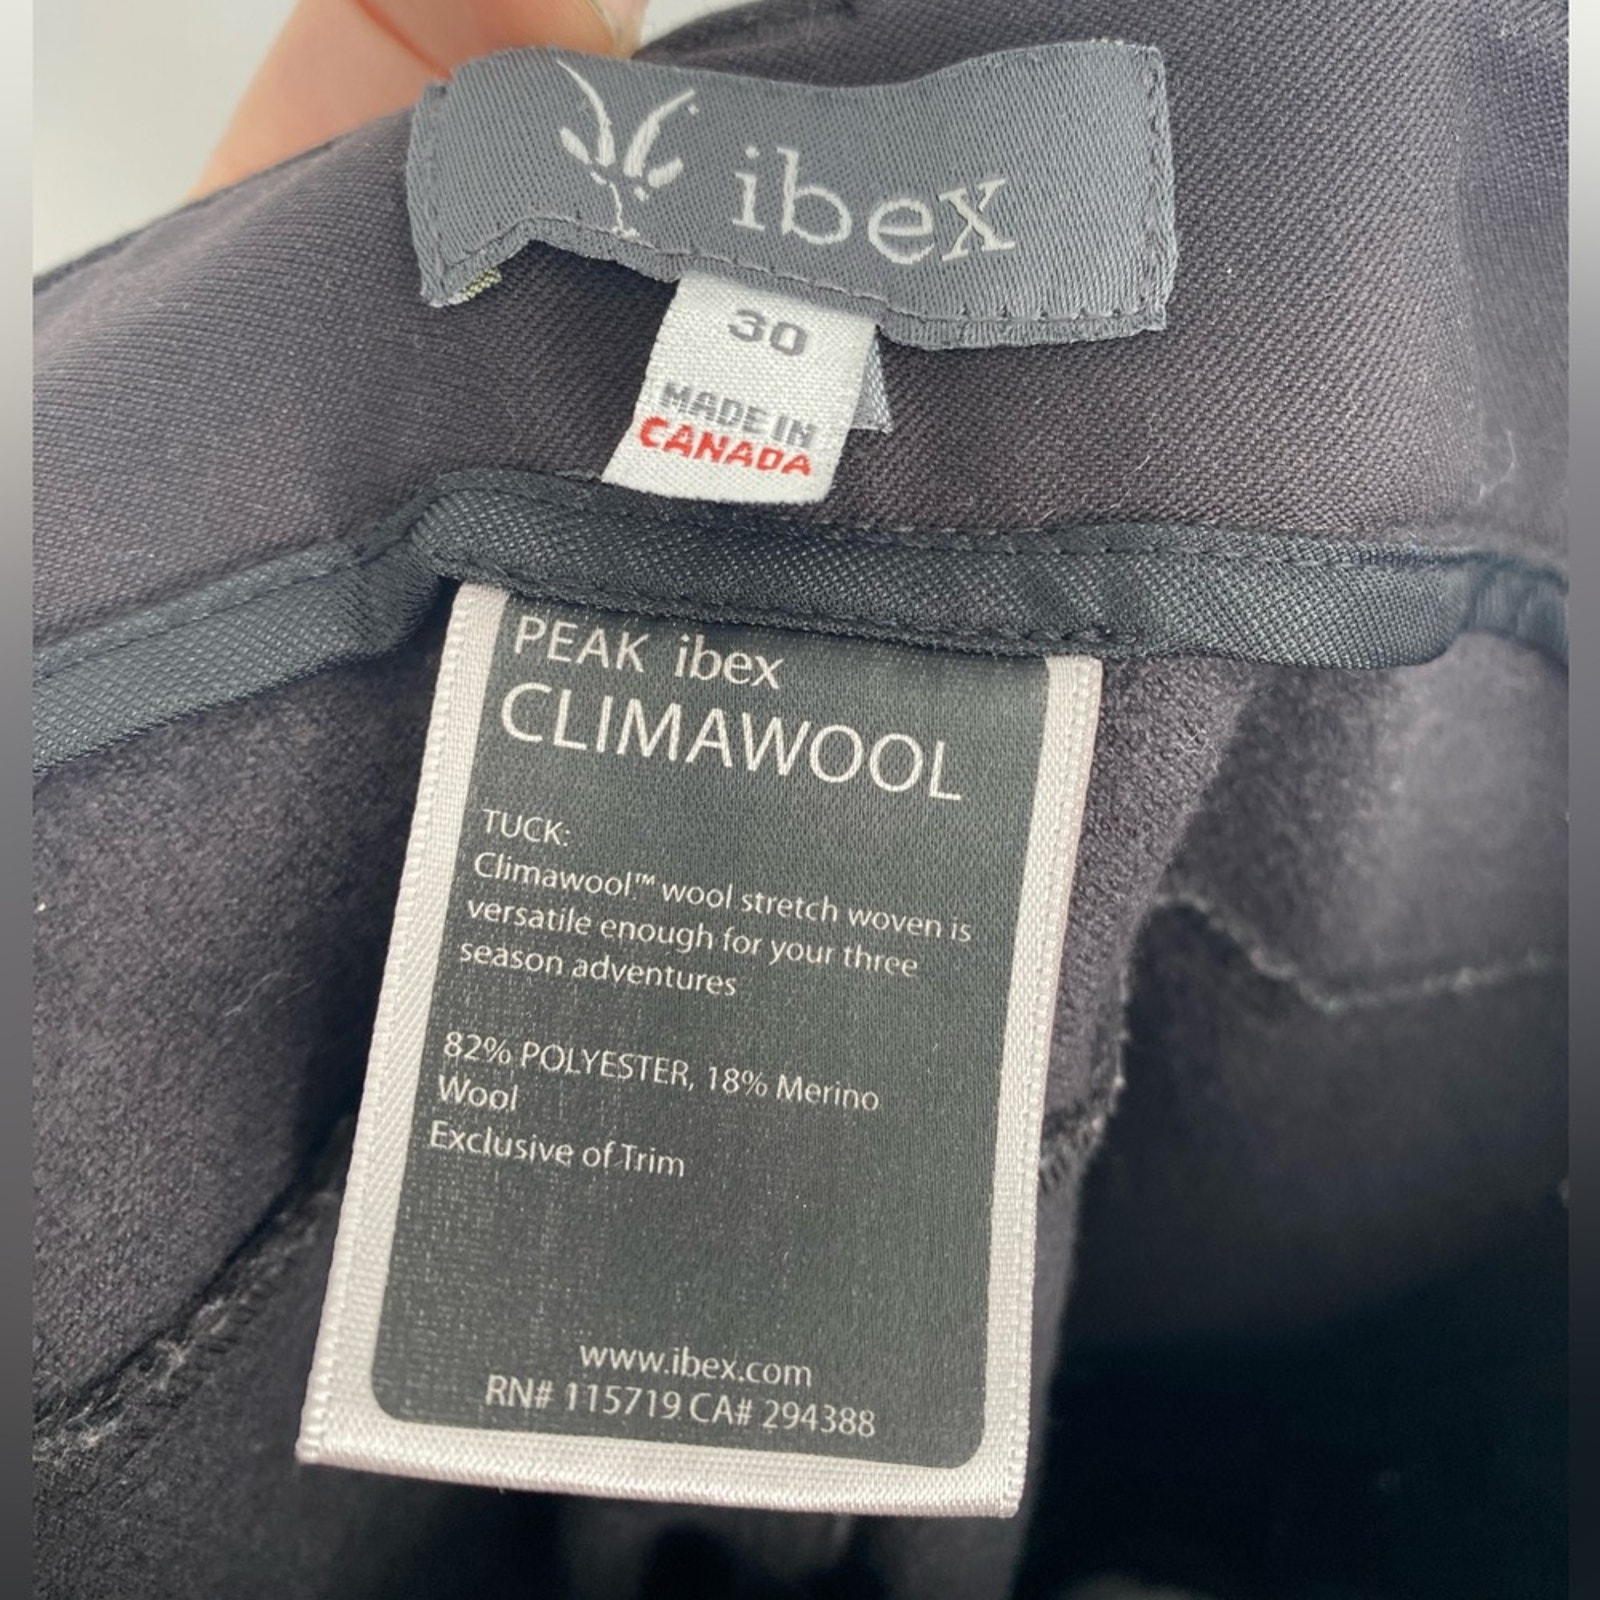 ibex
30
MADE IN
CANADA
PEAK ibex
CLIMAWOOL
TUCK:
Climawool™ wool stretch woven is
versatile enough for your three
season adventures
82% POLYESTER, 18% Merino
Wool
Exclusive of Trim
www.ibex.com
RN# 115719 CA# 294388